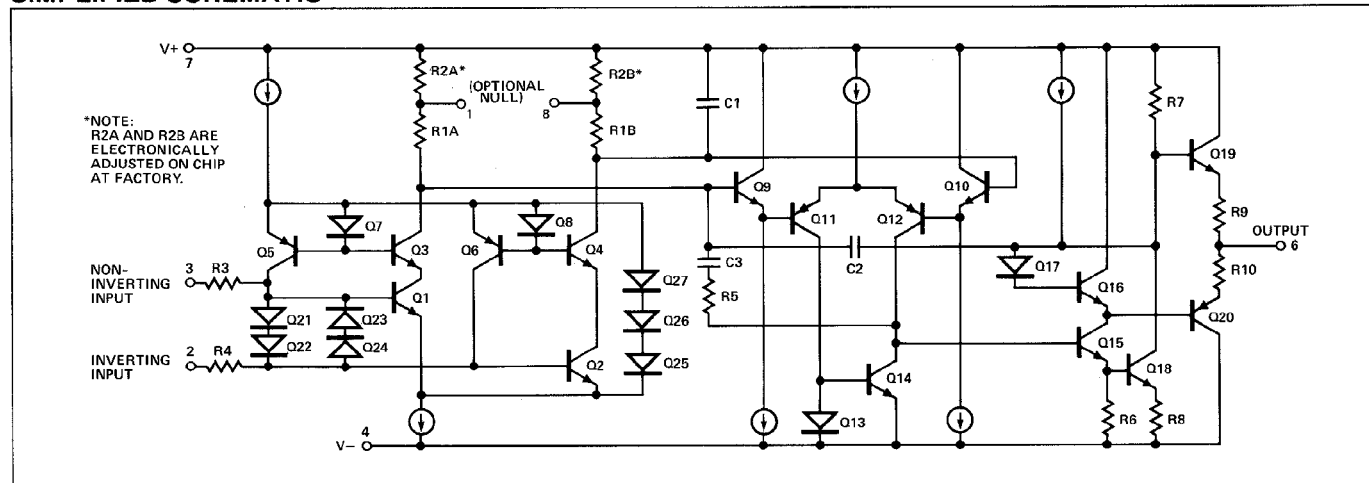 V+
7
R2A*
R2B*
(OPTIONAL
NULL)
1
8
C1
R1A
R1B
*NOTE:
R2A AND R2B ARE
ELECTRONICALLY
ADJUSTED ON CHIP
AT FACTORY.
R7
Q19
Q9
Q10
Q11
Q12
Q7
Q8
Q5
Q3
Q6
Q4
R9
OUTPUT
6
NON-
INVERTING
INPUT
3
R3
C3
C2
Q17
R10
Q27
Q16
Q1
R5
Q21
Q23
Q26
Q20
Q22
Q24
Q15
INVERTING
INPUT
2
R4
Q2
Q25
Q14
Q18
Q13
R6
R8
V-
4